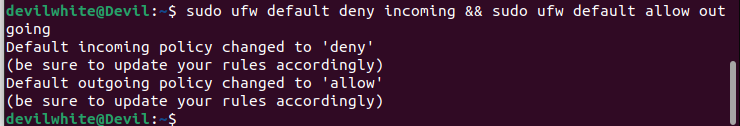 devilwhite@Devil:~$ sudo ufw default deny incoming && sudo ufw default allow out
going
Default incoming policy changed to 'deny'
(be sure to update your rules accordingly)
Default outgoing policy changed to 'allow'
(be sure to update your rules accordingly)
devilwhite@Devil:~$